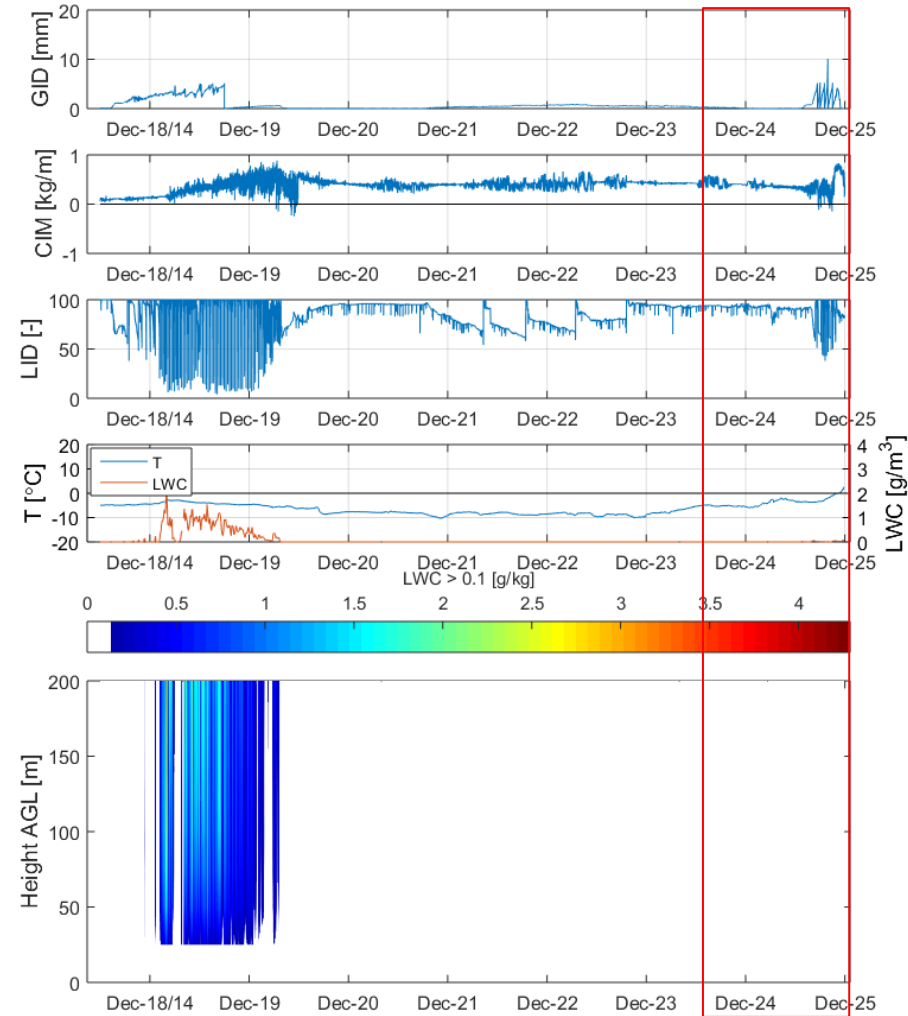 20
10
0
GID [mm]
Dec-18/14 Dec-19 Dec-20 Dec-21 Dec-22 Dec-23 Dec-24 Dec-25
1
0
-1
CIM [kg/m]
Dec-18/14 Dec-19 Dec-20 Dec-21 Dec-22 Dec-23 Dec-24 Dec-25
100
50
0
LID [-]
Dec-18/14 Dec-19 Dec-20 Dec-21 Dec-22 Dec-23 Dec-24 Dec-25
20
10
0
-10
-20
T [°C]
T
LWC
4
3
2
1
0
LWC [g/m³]
Dec-18/14 Dec-19 Dec-20 Dec-21 Dec-22 Dec-23 Dec-24 Dec-25
LWC > 0.1 [g/kg]
0 0.5 1 1.5 2 2.5 3 3.5 4
200
150
100
50
0
Height AGL [m]
Dec-18/14 Dec-19 Dec-20 Dec-21 Dec-22 Dec-23 Dec-24 Dec-25